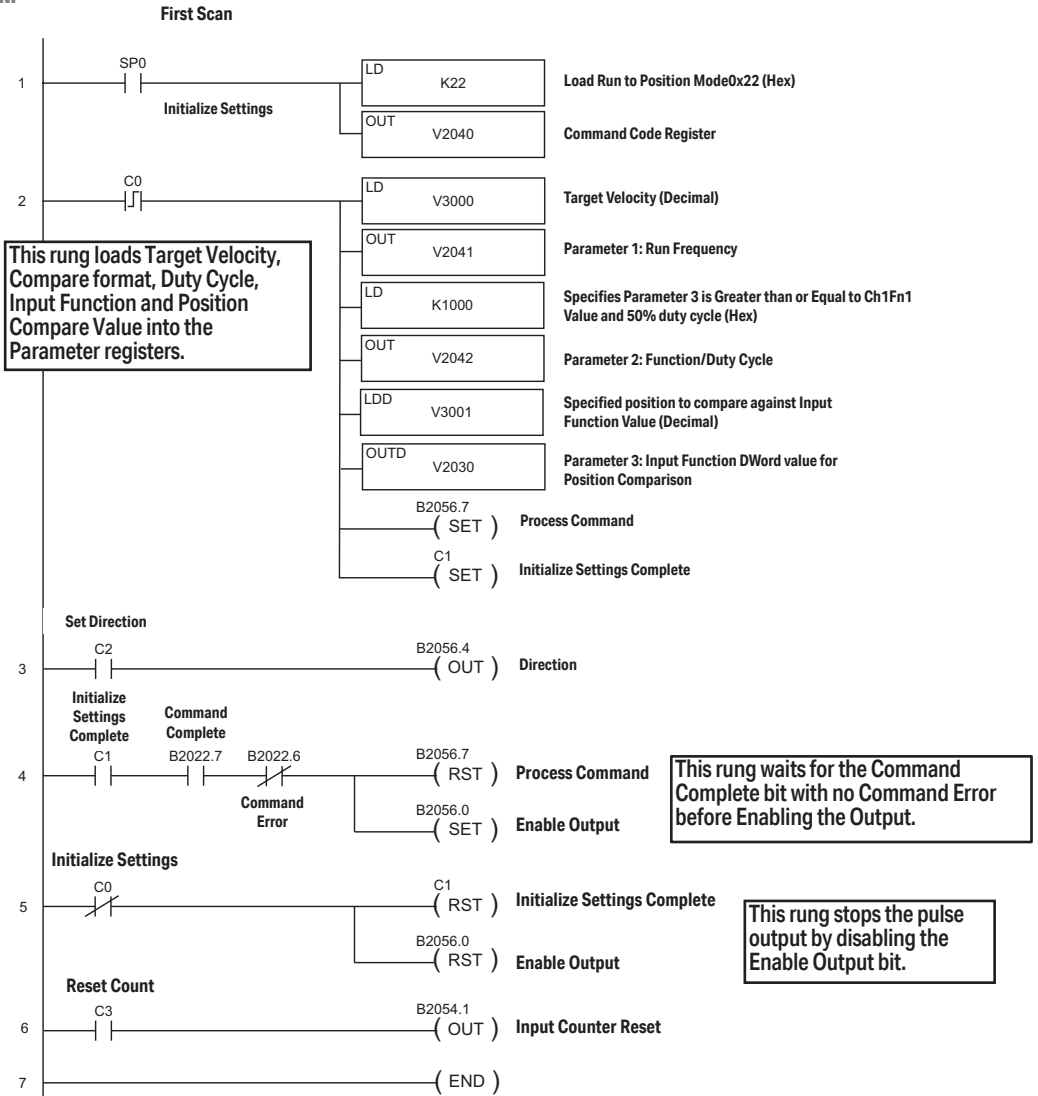 First Scan
1
SP0
Initialize Settings
LD
K22
Load Run to Position Mode0x22 (Hex)
OUT
V2040
Command Code Register
2
C0
LD
V3000
Target Velocity (Decimal)
This rung loads Target Velocity,
Compare format, Duty Cycle,
Input Function and Position
Compare Value into the
Parameter registers.
OUT
V2041
Parameter 1: Run Frequency
LD
K1000
Specifies Parameter 3 is Greater than or Equal to Ch1Fn1
Value and 50% duty cycle (Hex)
OUT
V2042
Parameter 2: Function/Duty Cycle
LDD
V3001
Specified position to compare against Input
Function Value (Decimal)
OUTD
V2030
Parameter 3: Input Function DWord value for
Position Comparison
B2056.7
( SET )
Process Command
C1
( SET )
Initialize Settings Complete
Set Direction
3
C2
B2056.4
( OUT )
Direction
Initialize
Settings
Complete
Command
Complete
4
C1
B2022.7
B2022.6
Command
Error
B2056.7
( RST )
Process Command
B2056.0
( SET )
Enable Output
This rung waits for the Command
Complete bit with no Command Error
before Enabling the Output.
Initialize Settings
5
C0
C1
( RST )
Initialize Settings Complete
B2056.0
( RST )
Enable Output
This rung stops the pulse
output by disabling the
Enable Output bit.
Reset Count
6
C3
B2054.1
( OUT )
Input Counter Reset
7
( END )